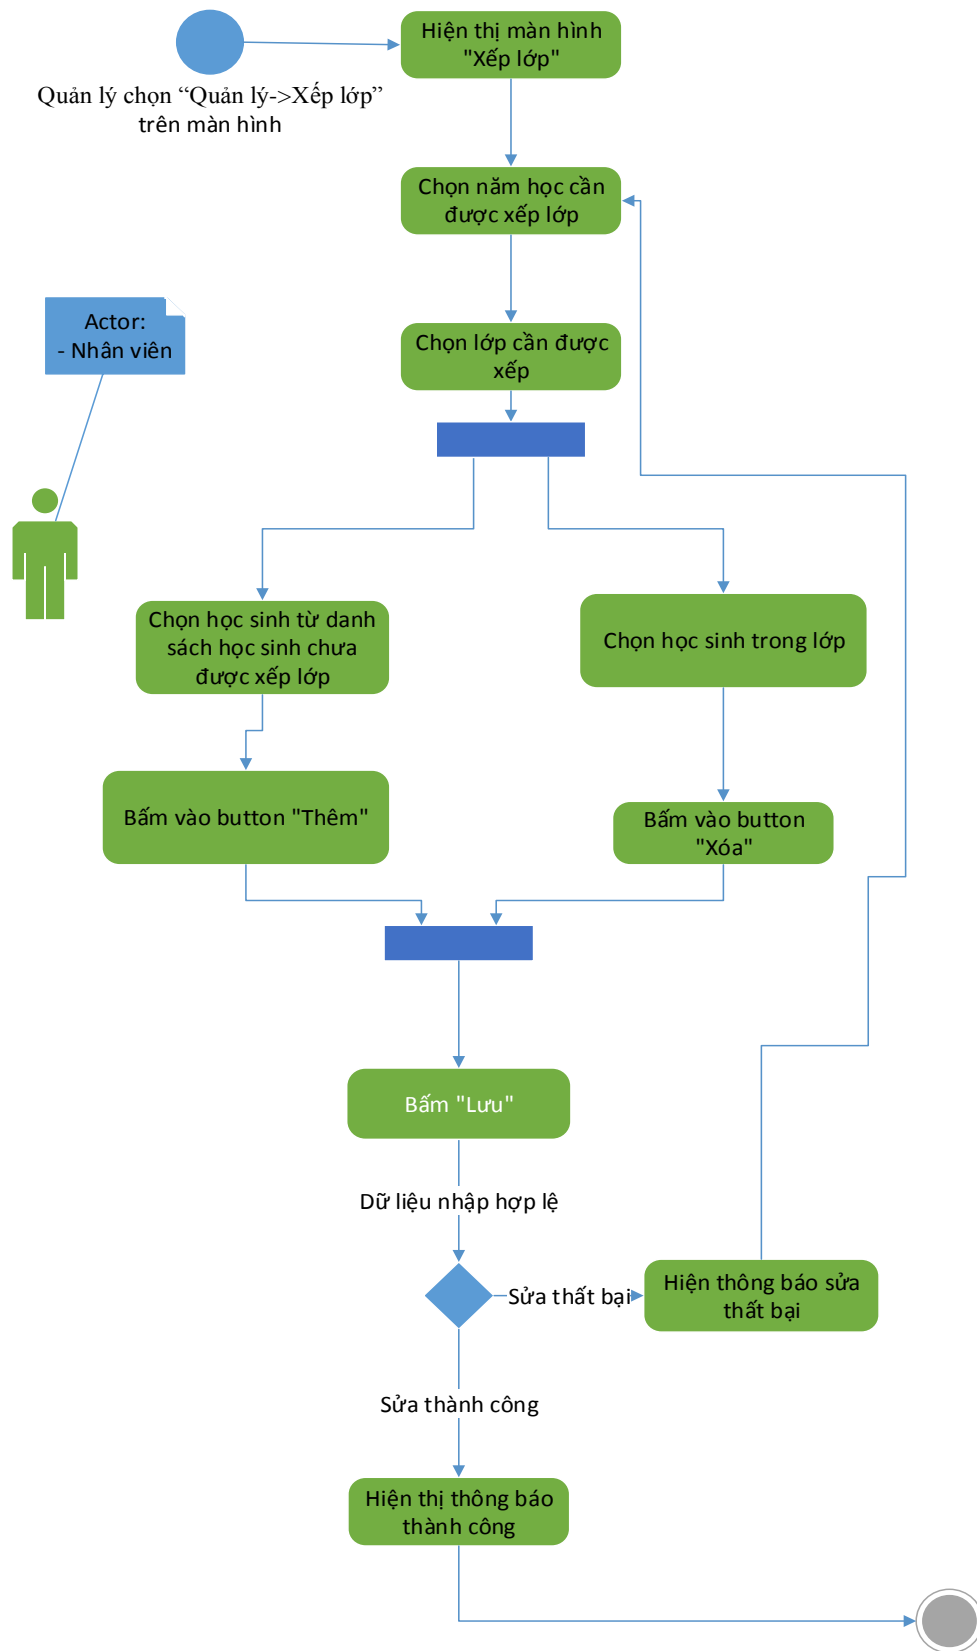 Hiện thị màn hình
"Xếp lớp"
Quản lý chọn “Quản lý->Xếp lớp”
trên màn hình
Chọn năm học cần
được xếp lớp
Actor:
- Nhân viên
Chọn lớp cần được
xếp
Chọn học sinh từ danh
sách học sinh chưa
được xếp lớp
Chọn học sinh trong lớp
Bấm vào button "Thêm"
Bấm vào button
"Xóa"
Bấm "Lưu"
Dữ liệu nhập hợp lệ
Sửa thất bại
Hiện thông báo sửa
thất bại
Sửa thành công
Hiện thị thông báo
thành công